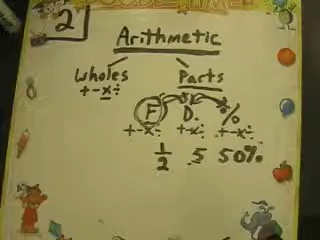 2
Arithmetic
Wholes Parts
+-x÷
F D. %
+-x÷ +-x÷ +-x÷
1/2 .5 50%